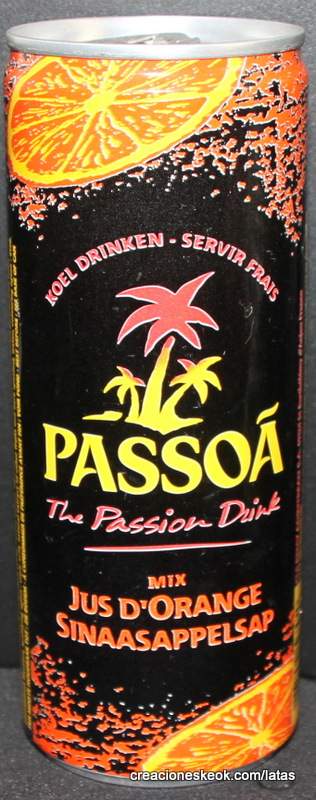 KOEL DRINKEN - SERVIR FRAIS
PASSOÃ
The Passion Drink
MIX
JUS D'ORANGE
SINAASAPPELSAP
creacioneskeok.com/latas